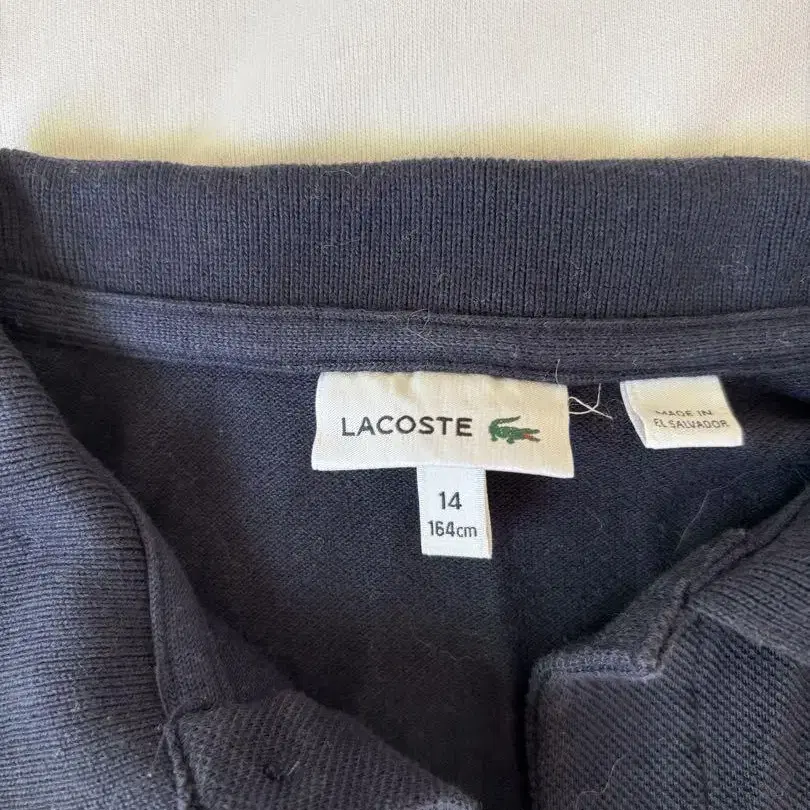 LACOSTE
14
164cm
MADE IN
EL SALVADOR